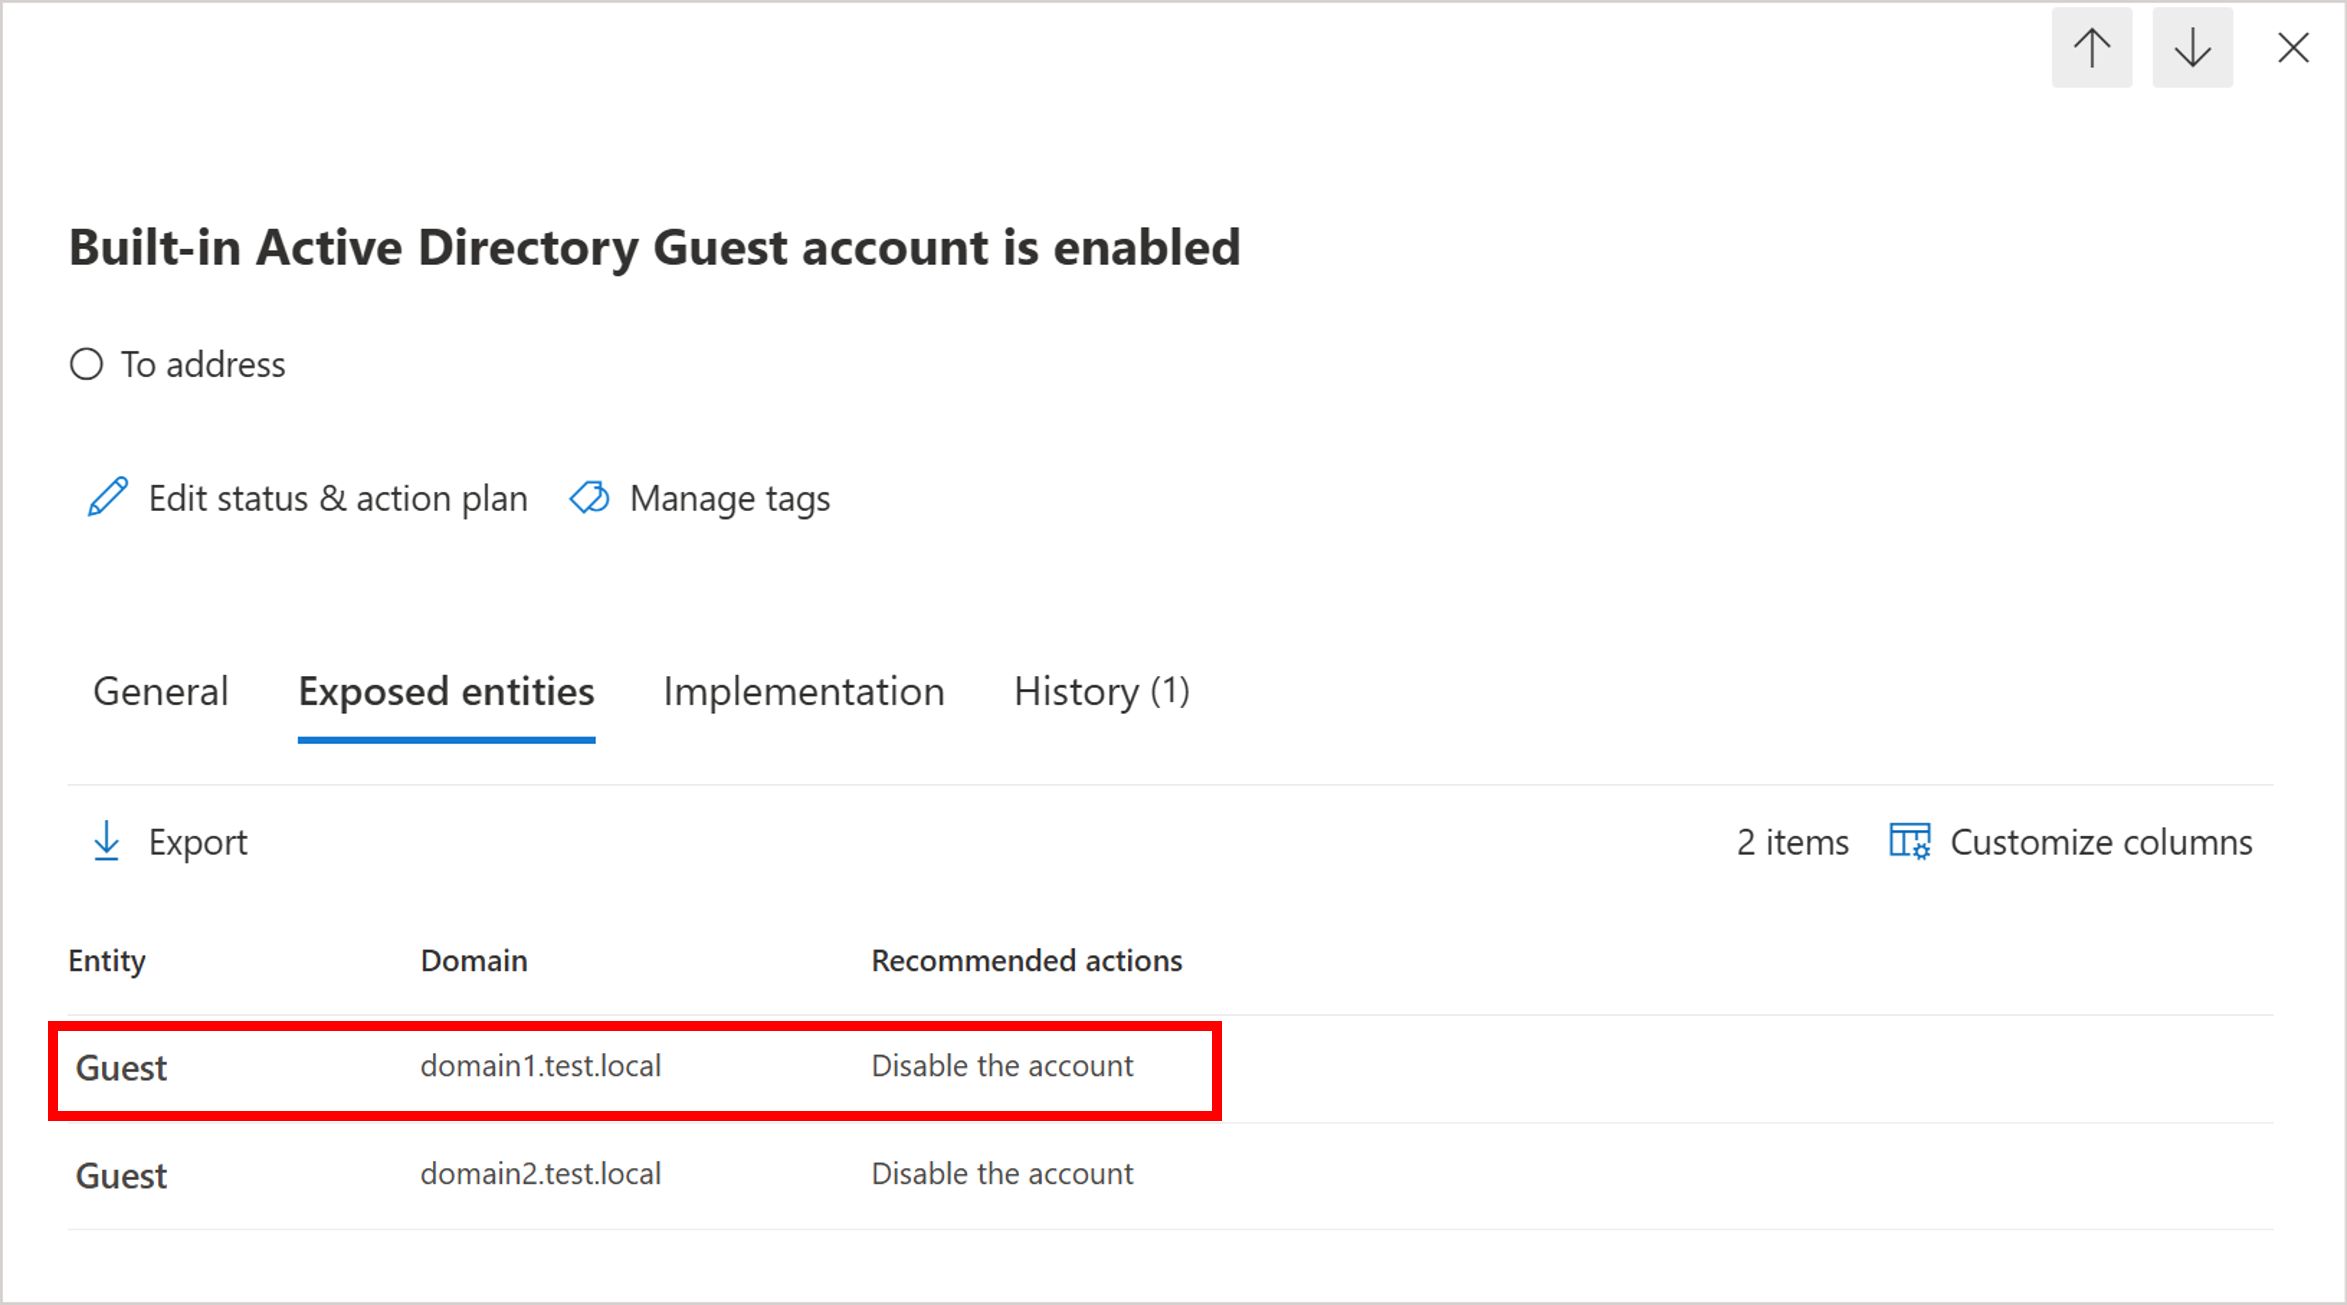 Built-in Active Directory Guest account is enabled
To address
Edit status & action plan Manage tags
General Exposed entities Implementation History (1)
Export 2 items Customize columns
Entity Domain Recommended actions
Guest domain1.test.local Disable the account
Guest domain2.test.local Disable the account